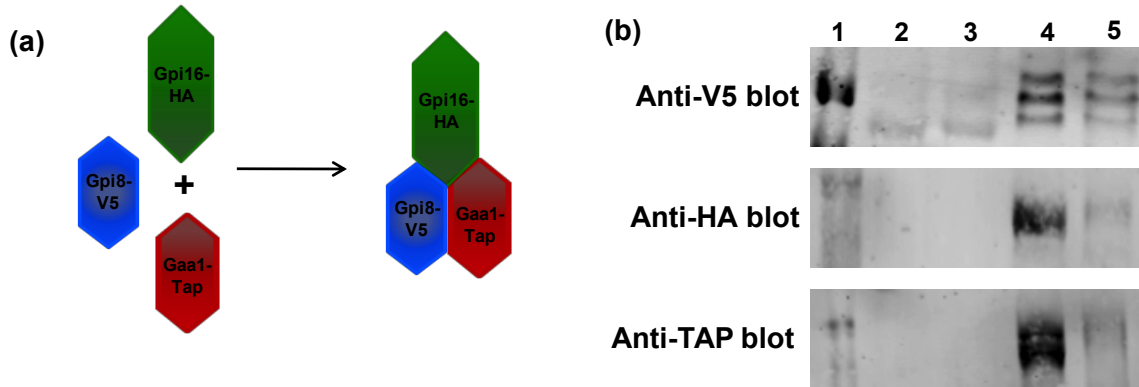 (a)
Gpi16-
HA
Gpi8-
V5
+
Gaa1-
Tap
Gpi16-
HA
Gpi8-
V5
Gaa1-
Tap
(b)
1 2 3 4 5
Anti-V5 blot
Anti-HA blot
Anti-TAP blot